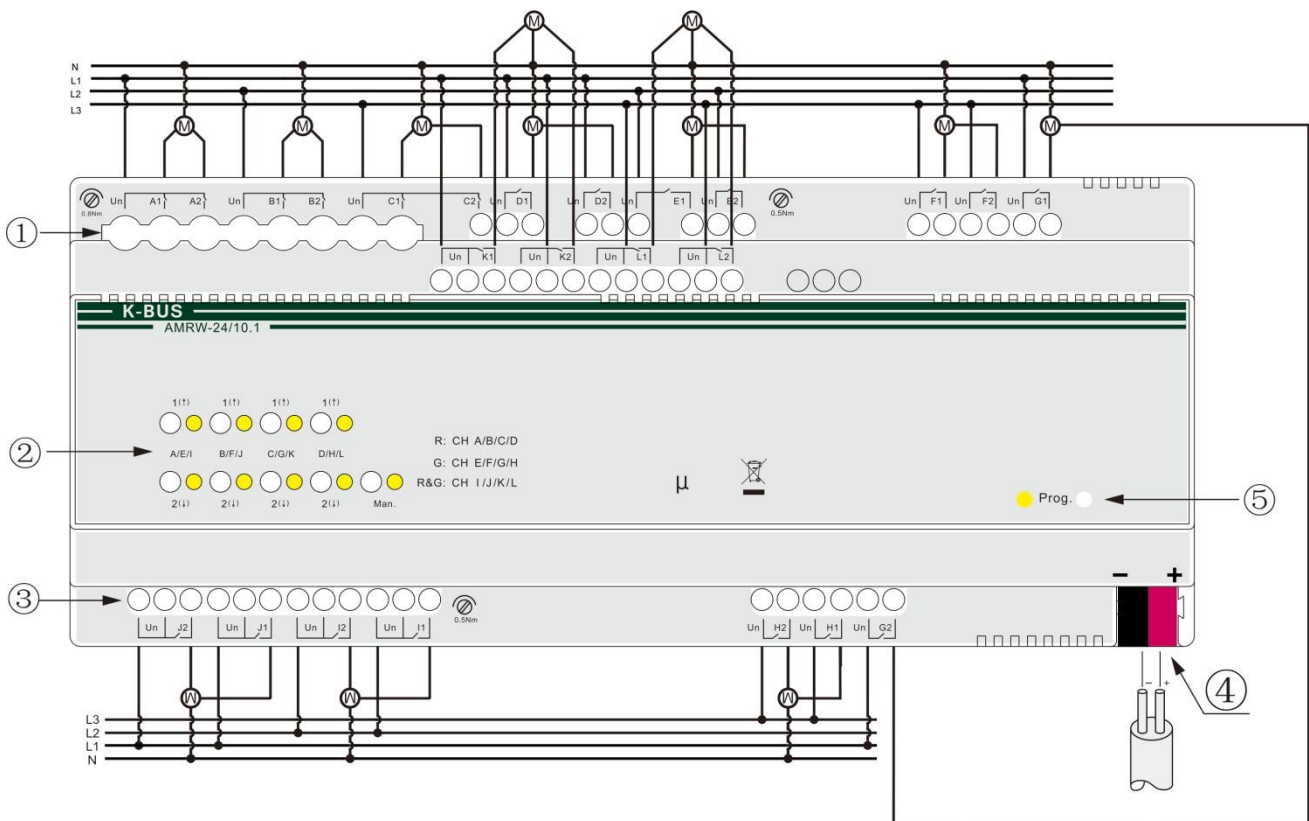 M M
N
L1
L2
L3
M M M M M M M
Un A1 A2 Un B1 B2 Un C1 C2 Un D1 Un D2 Un E1 Un E2 Un F1 Un F2 Un G1
0.8Nm 0.5Nm
①
Un K1 Un K2 Un L1 Un L2
K-BUS
AMRW-24/10.1
1(↑) 1(↑) 1(↑) 1(↑)
② A/E/I B/F/J C/G/K D/H/L
2(↓) 2(↓) 2(↓) 2(↓) Man.
R: CH A/B/C/D
G: CH E/F/G/H
R&G: CH I/J/K/L
μ
Prog. ⑤
− +
③
0.5Nm
Un J2 Un J1 Un I2 Un I1 Un H2 Un H1 Un G2
− +
④
M M M
L3
L2
L1
N